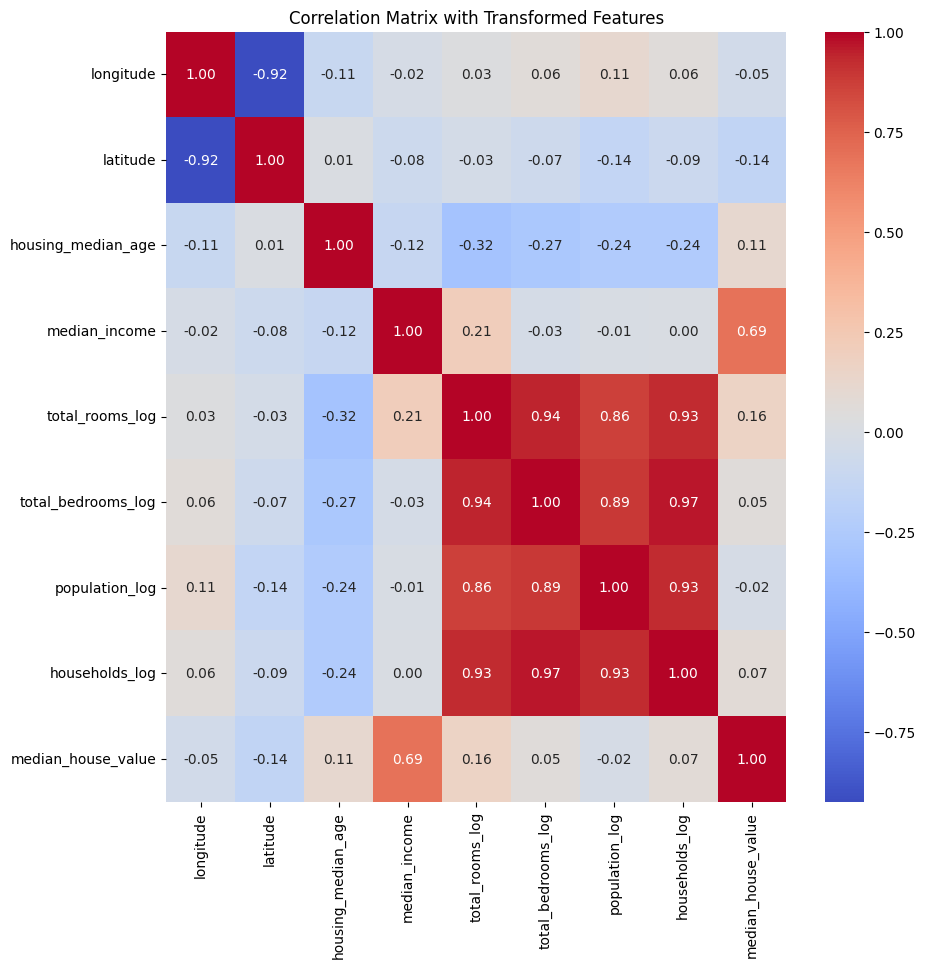 Correlation Matrix with Transformed Features
longitude 1.00 -0.92 -0.11 -0.02 0.03 0.06 0.11 0.06 -0.05
latitude -0.92 1.00 0.01 -0.08 -0.03 -0.07 -0.14 -0.09 -0.14
housing_median_age -0.11 0.01 1.00 -0.12 -0.32 -0.27 -0.24 -0.24 0.11
median_income -0.02 -0.08 -0.12 1.00 0.21 -0.03 -0.01 0.00 0.69
total_rooms_log 0.03 -0.03 -0.32 0.21 1.00 0.94 0.86 0.93 0.16
total_bedrooms_log 0.06 -0.07 -0.27 -0.03 0.94 1.00 0.89 0.97 0.05
population_log 0.11 -0.14 -0.24 -0.01 0.86 0.89 1.00 0.93 -0.02
households_log 0.06 -0.09 -0.24 0.00 0.93 0.97 0.93 1.00 0.07
median_house_value -0.05 -0.14 0.11 0.69 0.16 0.05 -0.02 0.07 1.00
longitude
latitude
housing_median_age
median_income
total_rooms_log
total_bedrooms_log
population_log
households_log
median_house_value
1.00
0.75
0.50
0.25
0.00
−0.25
−0.50
−0.75